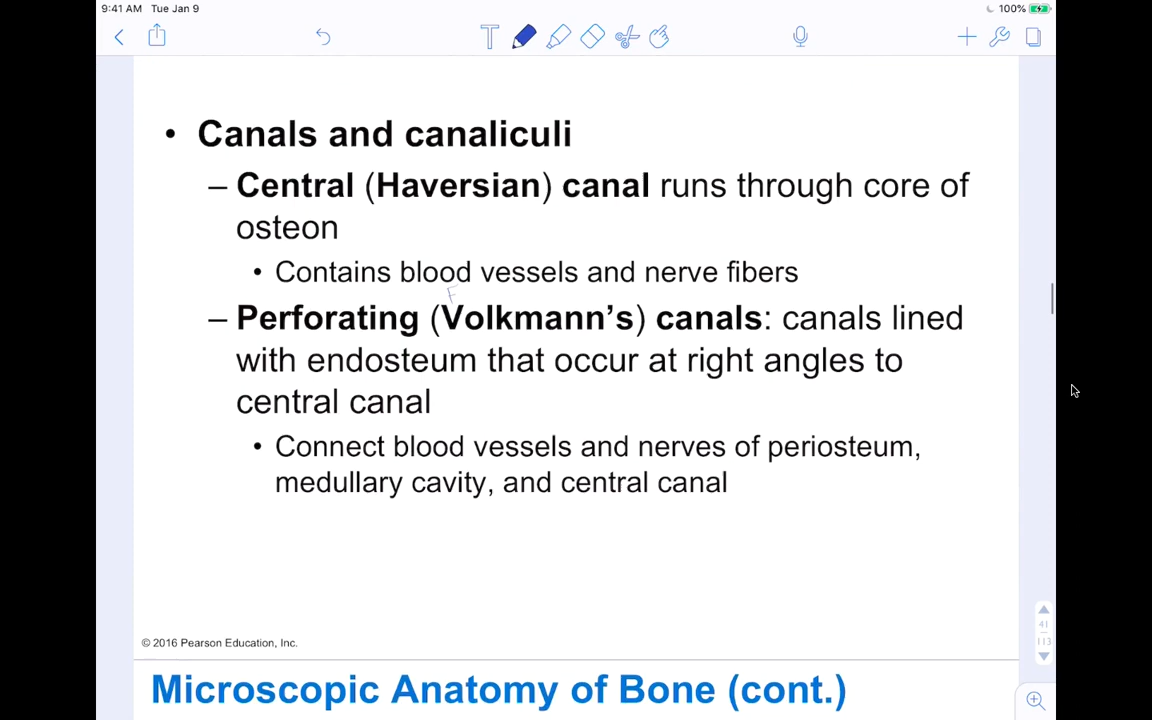 9:41 AM Tue Jan 9
100%
• Canals and canaliculi
– Central (Haversian) canal runs through core of
osteon
• Contains blood vessels and nerve fibers
F
– Perforating (Volkmann’s) canals: canals lined
with endosteum that occur at right angles to
central canal
• Connect blood vessels and nerves of periosteum,
medullary cavity, and central canal
41
113
© 2016 Pearson Education, Inc.
Microscopic Anatomy of Bone (cont.)